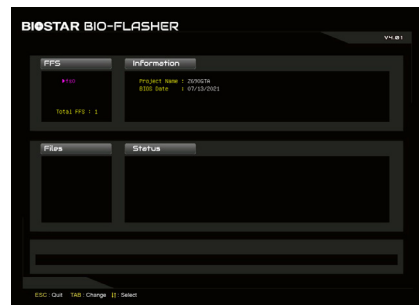 BIOSTAR BIO-FLASHER
V4.01
FFS
Information
Project Name : Z690GTA
BIOS Date : 07/13/2021
Total FFS : 1
Files
Status
ESC : Quit TAB : Change : Select